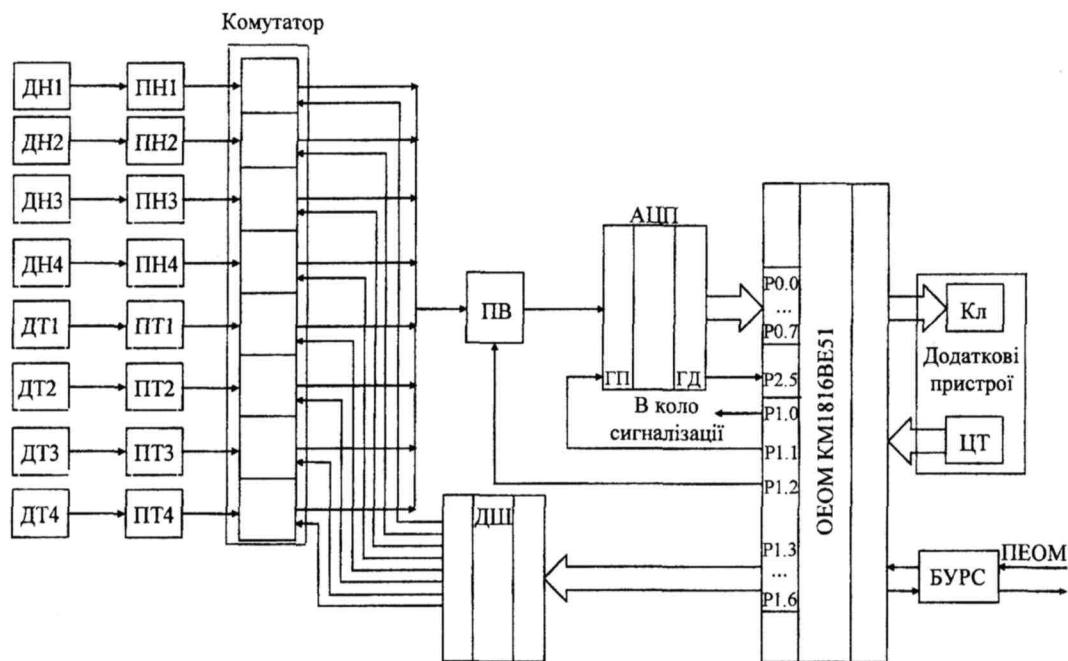 Комутатор
ДН1 ПН1
ДН2 ПН2
ДН3 ПН3
ДН4 ПН4
ДТ1 ПТ1
ДТ2 ПТ2
ДТ3 ПТ3
ДТ4 ПТ4
ПВ
АЦП
ГП ГД
В коло
сигналізації
ДШ
P0.0
...
P0.7
P2.5
P1.0
P1.1
P1.2
P1.3
...
P1.6
ОЕОМ КМ1816ВЕ51
Кл
Додаткові
пристрої
ЦТ
ПЕОМ
БУРС